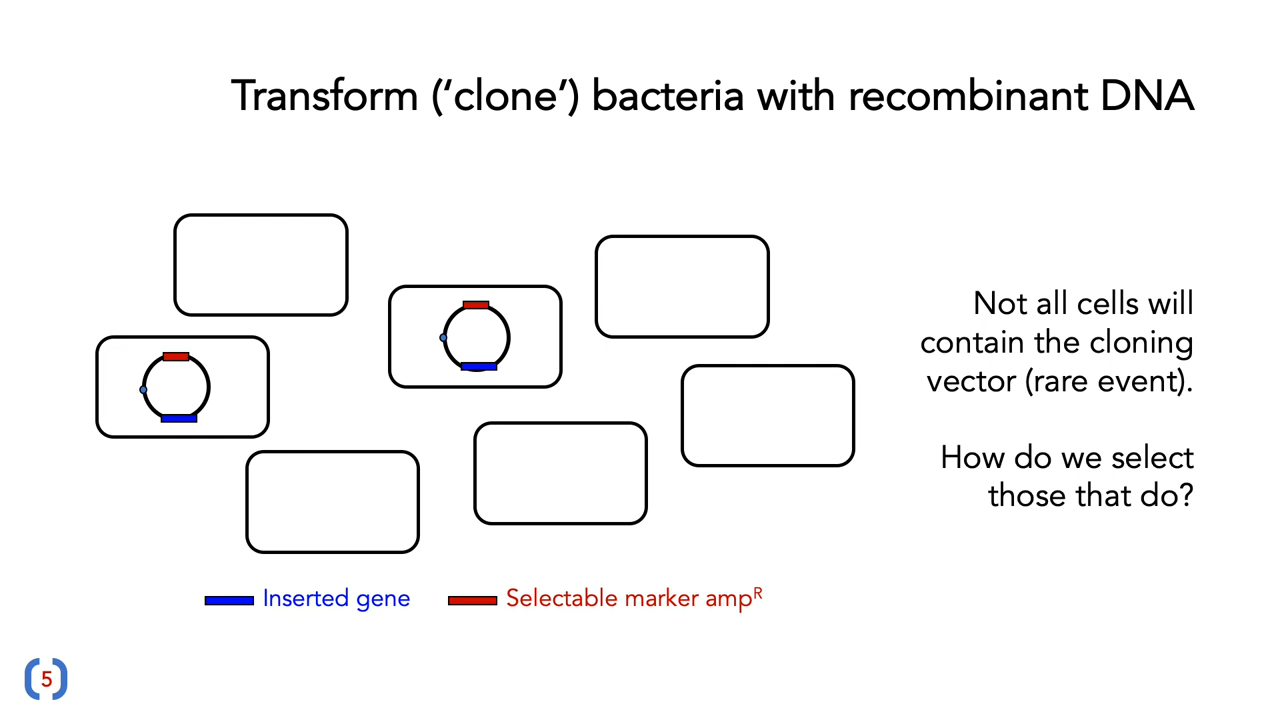 Transform (‘clone’) bacteria with recombinant DNA
Not all cells will
contain the cloning
vector (rare event).
How do we select
those that do?
Inserted gene
Selectable marker ampᴿ
5